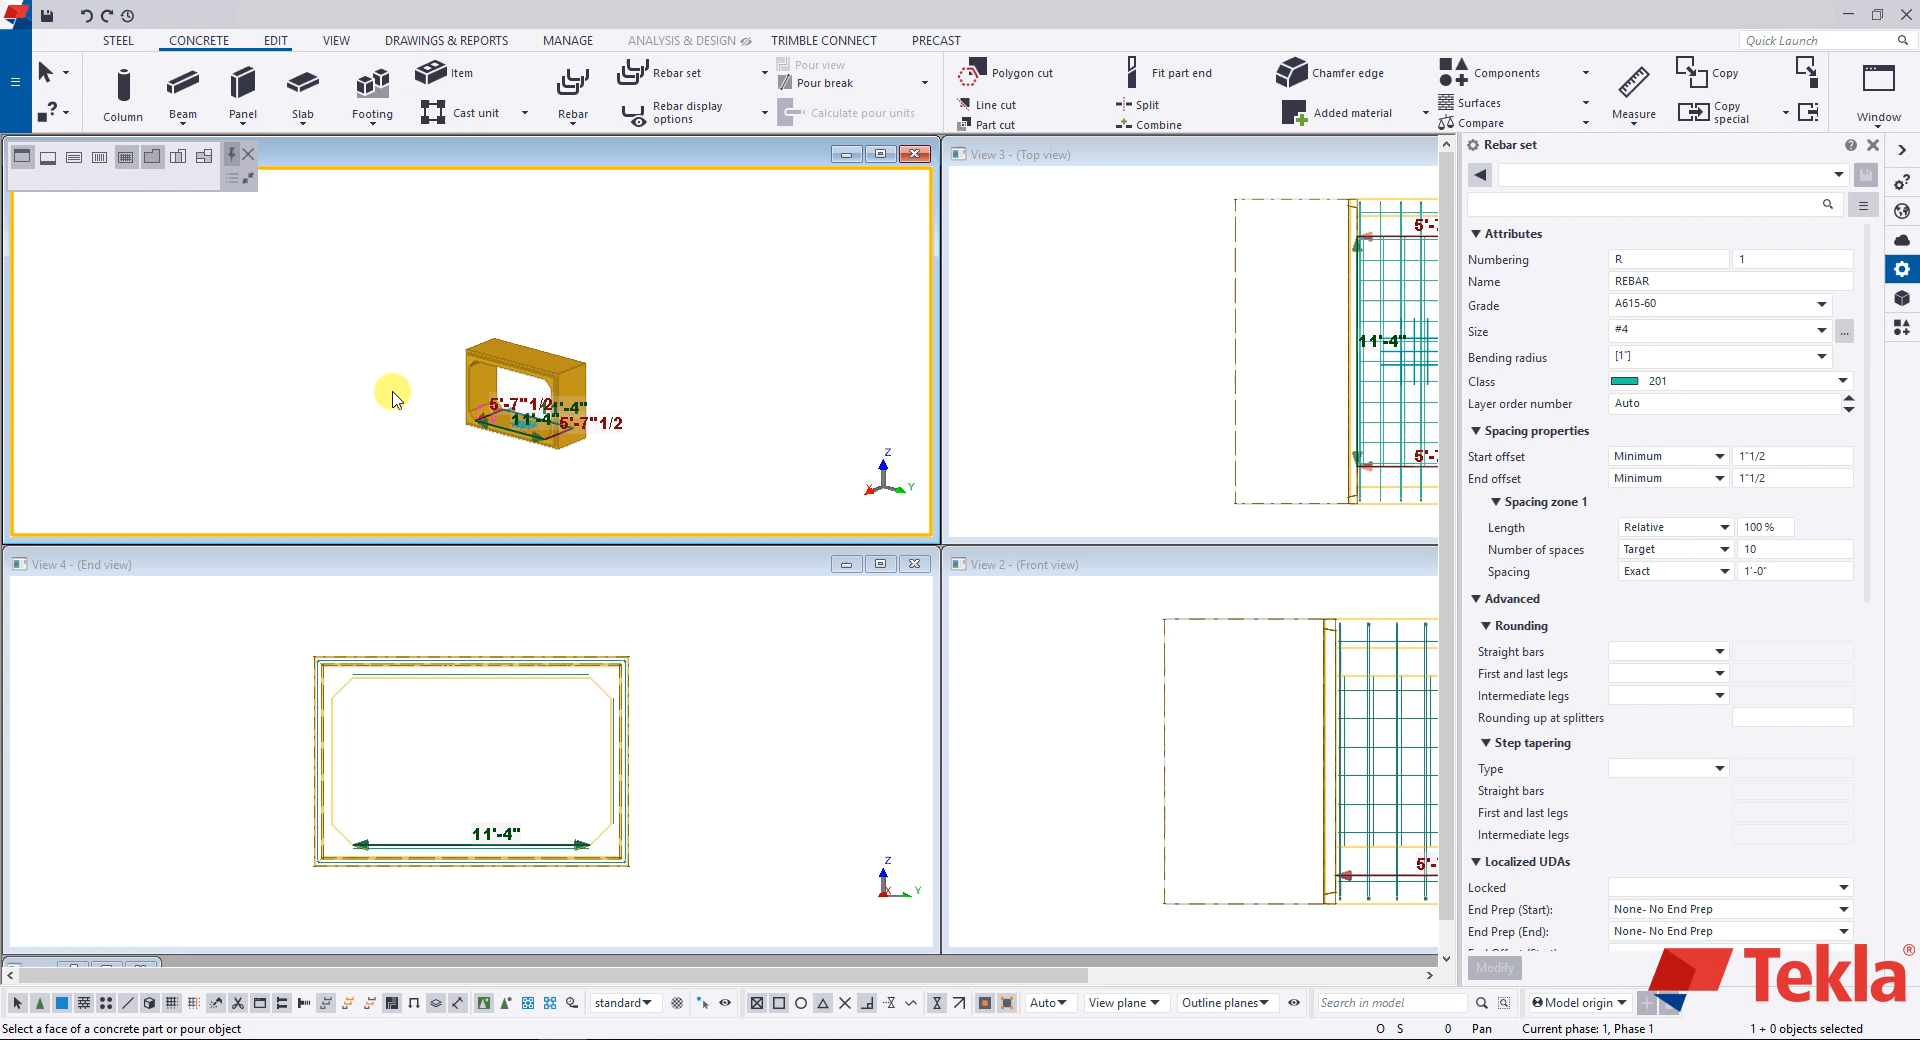 STEEL CONCRETE EDIT VIEW DRAWINGS & REPORTS MANAGE ANALYSIS & DESIGN TRIMBLE CONNECT PRECAST Quick Launch
Column Beam Panel Slab Footing Item Cast unit Rebar Rebar set Rebar display options Pour view Pour break Calculate pour units
Polygon cut Line cut Part cut Fit part end Split Combine Chamfer edge Added material Components Surfaces Compare Measure Copy Copy special Window
View 3 - (Top view)
5'-
11'-4"
5'-
5'-7"1/2
'-4"
11'-4
5'-7"1/2
Z
X
Y
View 4 - (End view)
11'-4"
Z
X
Y
View 2 - (Front view)
5'-
Rebar set
Attributes
Numbering R 1
Name REBAR
Grade A615-60
Size #4 ...
Bending radius [1"]
Class 201
Layer order number Auto
Spacing properties
Start offset Minimum 1"1/2
End offset Minimum 1"1/2
Spacing zone 1
Length Relative 100 %
Number of spaces Target 10
Spacing Exact 1'-0"
Advanced
Rounding
Straight bars
First and last legs
Intermediate legs
Rounding up at splitters
Step tapering
Type
Straight bars
First and last legs
Intermediate legs
Localized UDAs
Locked
End Prep (Start): None- No End Prep
End Prep (End): None- No End Prep
Modify
Tekla®
standard Auto View plane Outline planes Search in model Model origin
Select a face of a concrete part or pour object O S 0 Pan Current phase: 1, Phase 1 1 + 0 objects selected